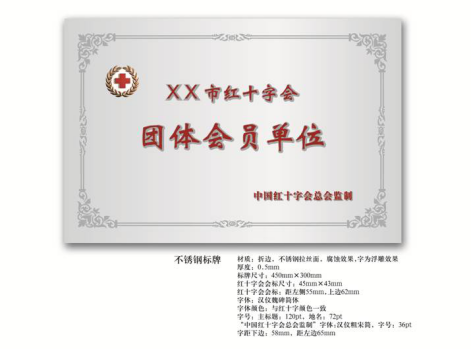 XX市红十字会
团体会员单位
中国红十字会总会监制
不锈钢标牌
材质：折边、不锈钢拉丝面、腐蚀效果、字为浮雕效果
厚度：0.5mm
标牌尺寸：450mm×300mm
红十字会会标尺寸：45mm×43mm
红十字会会标：距左侧55mm，上边62mm
字体：汉仪魏碑简体
字体颜色：与红十字颜色一致
字号：主标题：120pt，地名：72pt
“中国红十字会总会监制”字体：汉仪粗宋简，字号：36pt
字距下边：58mm，距左边65mm